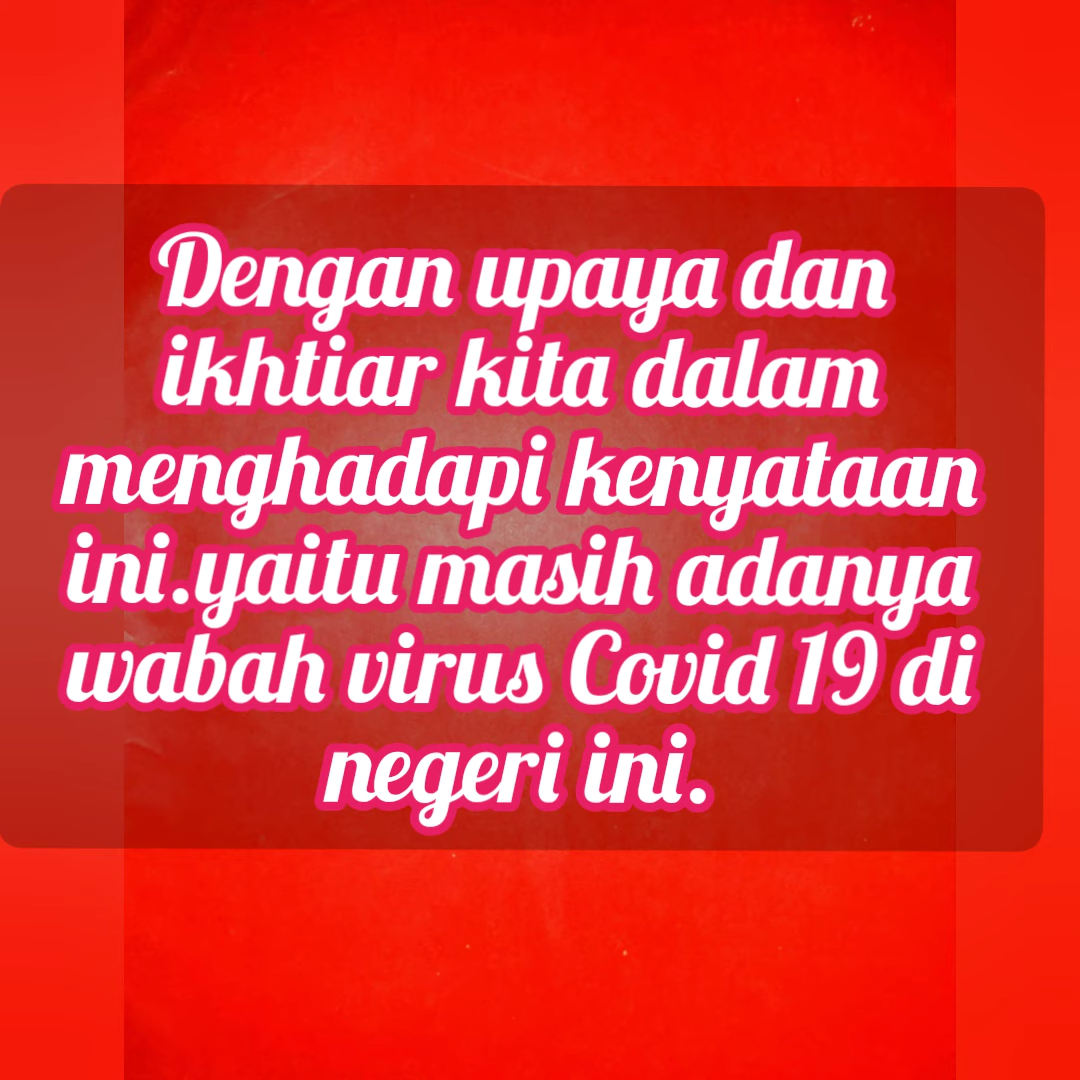 Dengan upaya dan
ikhtiar kita dalam
menghadapi kenyataan
ini.yaitu masih adanya
wabah virus Covid 19 di
negeri ini.